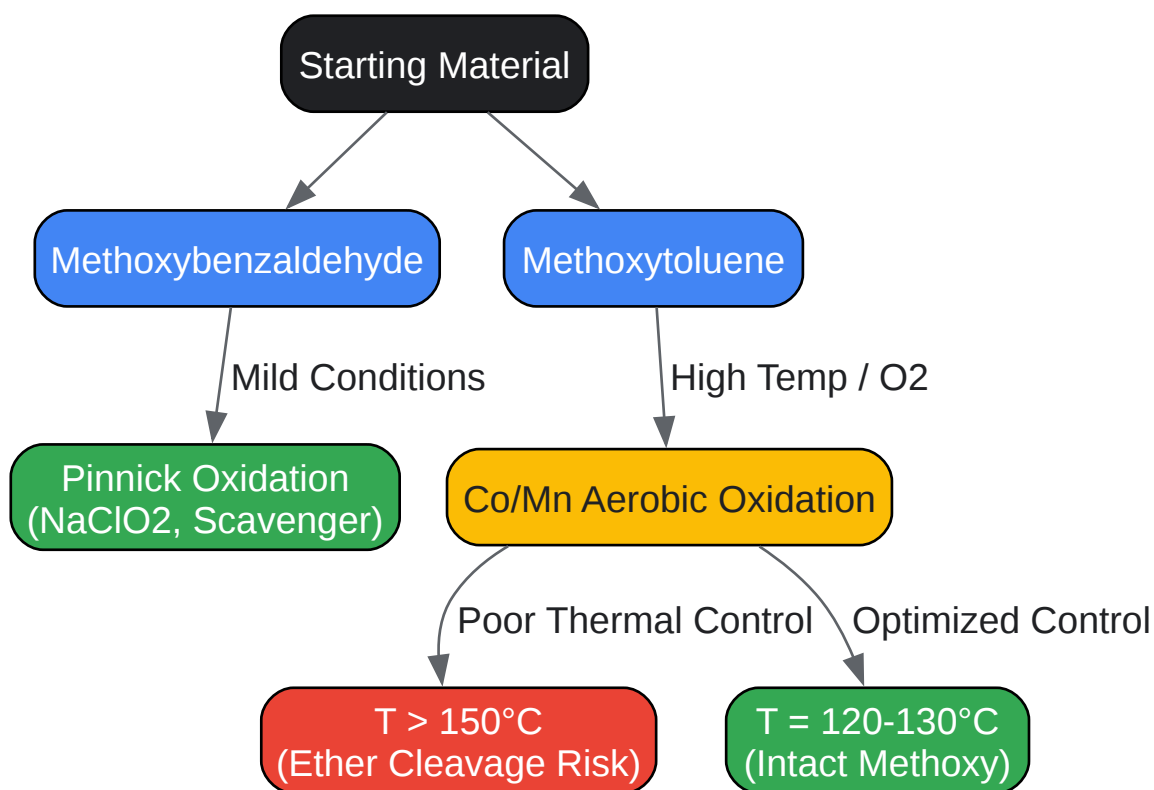 Starting Material
Methoxybenzaldehyde
Methoxytoluene
Mild Conditions
High Temp / O2
Pinnick Oxidation
(NaClO2, Scavenger)
Co/Mn Aerobic Oxidation
Poor Thermal Control
Optimized Control
T > 150°C
(Ether Cleavage Risk)
T = 120-130°C
(Intact Methoxy)